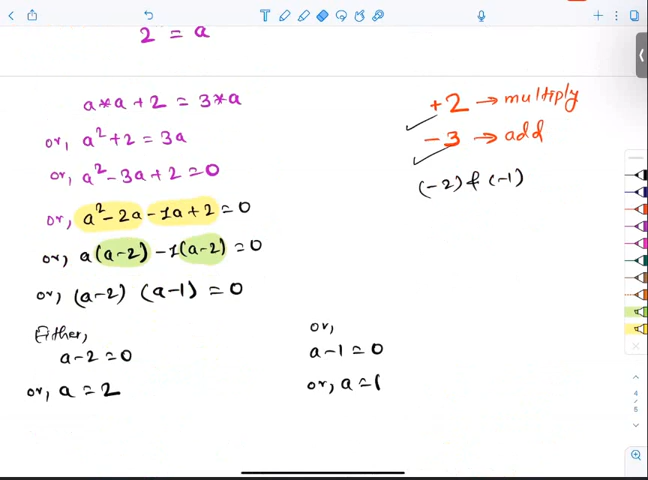 2 = a
a*a+2 = 3*a
or, a²+2 = 3a
or, a²-3a+2 = 0
or, a²-2a-1a+2 = 0
or, a(a-2)-1(a-2) = 0
or, (a-2) (a-1) = 0
Either,
a-2 = 0
or, a = 2
or,
a-1 = 0
or, a = 1
+2 → multiply
-3 → add
(-2) & (-1)
4/5